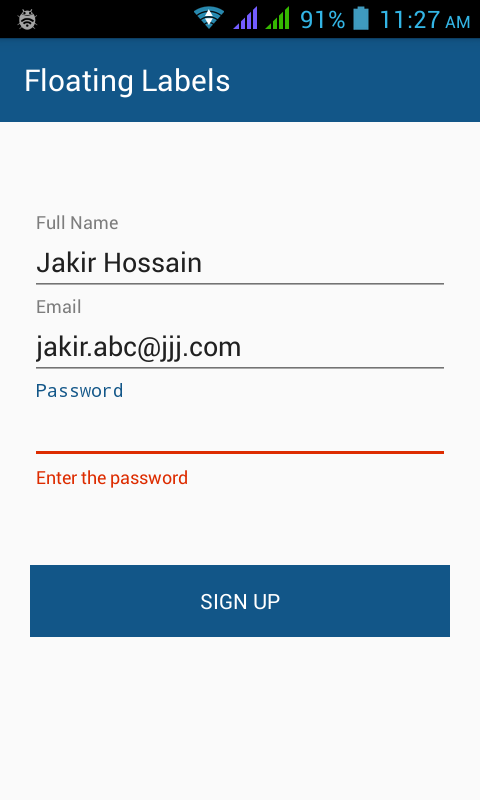 91% 11:27 AM
Floating Labels
Full Name
Jakir Hossain
Email
jakir.abc@jjj.com
Password
Enter the password
SIGN UP